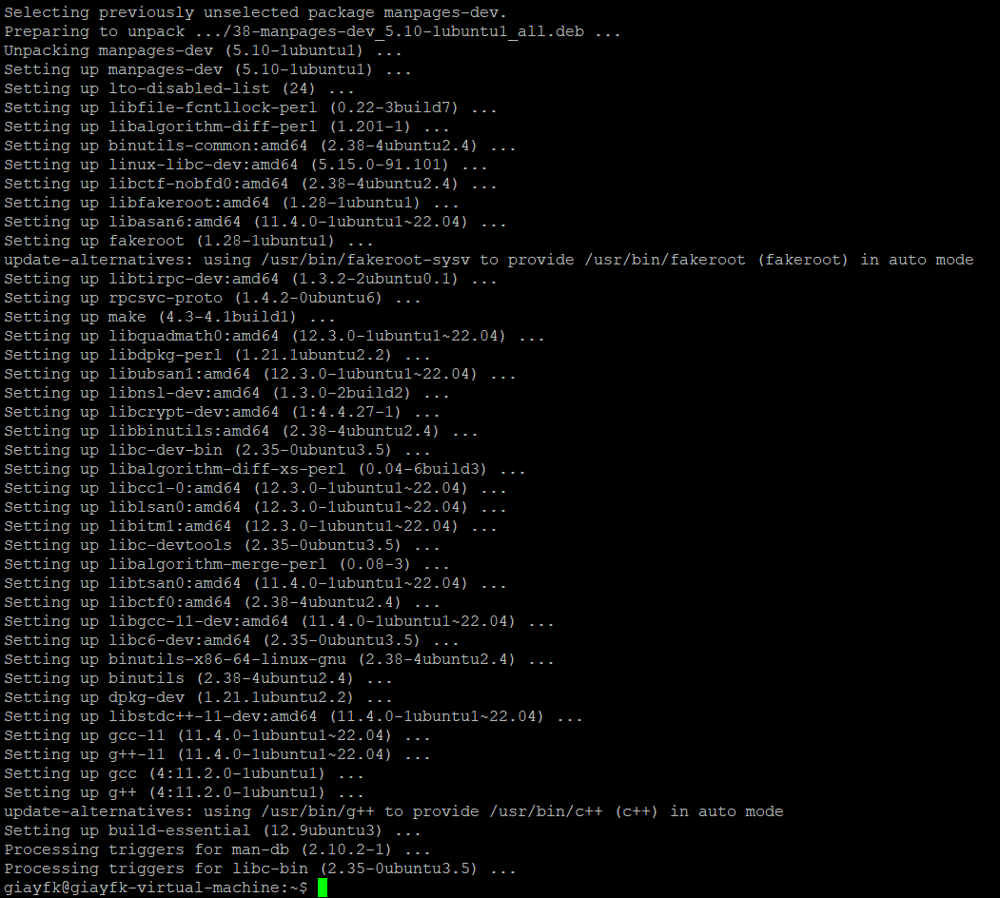 Selecting previously unselected package manpages-dev.
Preparing to unpack .../38-manpages-dev_5.10-1ubuntu1_all.deb ...
Unpacking manpages-dev (5.10-1ubuntu1) ...
Setting up manpages-dev (5.10-1ubuntu1) ...
Setting up lto-disabled-list (24) ...
Setting up libfile-fcntllock-perl (0.22-3build7) ...
Setting up libalgorithm-diff-perl (1.201-1) ...
Setting up binutils-common:amd64 (2.38-4ubuntu2.4) ...
Setting up linux-libc-dev:amd64 (5.15.0-91.101) ...
Setting up libctf-nobfd0:amd64 (2.38-4ubuntu2.4) ...
Setting up libfakeroot:amd64 (1.28-1ubuntu1) ...
Setting up libasan6:amd64 (11.4.0-1ubuntu1~22.04) ...
Setting up fakeroot (1.28-1ubuntu1) ...
update-alternatives: using /usr/bin/fakeroot-sysv to provide /usr/bin/fakeroot (fakeroot) in auto mode
Setting up libtirpc-dev:amd64 (1.3.2-2ubuntu0.1) ...
Setting up rpcsvc-proto (1.4.2-0ubuntu6) ...
Setting up make (4.3-4.1build1) ...
Setting up libquadmath0:amd64 (12.3.0-1ubuntu1~22.04) ...
Setting up libdpkg-perl (1.21.1ubuntu2.2) ...
Setting up libubsan1:amd64 (12.3.0-1ubuntu1~22.04) ...
Setting up libnsl-dev:amd64 (1.3.0-2build2) ...
Setting up libcrypt-dev:amd64 (1:4.4.27-1) ...
Setting up libbinutils:amd64 (2.38-4ubuntu2.4) ...
Setting up libc-dev-bin (2.35-0ubuntu3.5) ...
Setting up libalgorithm-diff-xs-perl (0.04-6build3) ...
Setting up libcc1-0:amd64 (12.3.0-1ubuntu1~22.04) ...
Setting up liblsan0:amd64 (12.3.0-1ubuntu1~22.04) ...
Setting up libitm1:amd64 (12.3.0-1ubuntu1~22.04) ...
Setting up libc-devtools (2.35-0ubuntu3.5) ...
Setting up libalgorithm-merge-perl (0.08-3) ...
Setting up libtsan0:amd64 (11.4.0-1ubuntu1~22.04) ...
Setting up libctf0:amd64 (2.38-4ubuntu2.4) ...
Setting up libgcc-11-dev:amd64 (11.4.0-1ubuntu1~22.04) ...
Setting up libc6-dev:amd64 (2.35-0ubuntu3.5) ...
Setting up binutils-x86-64-linux-gnu (2.38-4ubuntu2.4) ...
Setting up binutils (2.38-4ubuntu2.4) ...
Setting up dpkg-dev (1.21.1ubuntu2.2) ...
Setting up libstdc++-11-dev:amd64 (11.4.0-1ubuntu1~22.04) ...
Setting up gcc-11 (11.4.0-1ubuntu1~22.04) ...
Setting up g++-11 (11.4.0-1ubuntu1~22.04) ...
Setting up gcc (4:11.2.0-1ubuntu1) ...
Setting up g++ (4:11.2.0-1ubuntu1) ...
update-alternatives: using /usr/bin/g++ to provide /usr/bin/c++ (c++) in auto mode
Setting up build-essential (12.9ubuntu3) ...
Processing triggers for man-db (2.10.2-1) ...
Processing triggers for libc-bin (2.35-0ubuntu3.5) ...
giayfk@giayfk-virtual-machine:~$